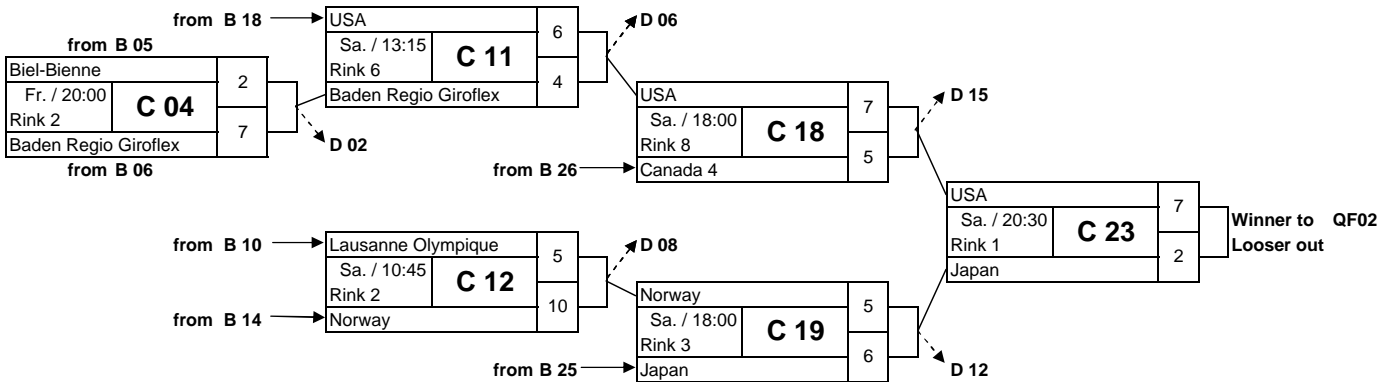 from B 18
USA
6
D 06
Sa. / 13:15
C 11
Rink 6
4
Baden Regio Giroflex
from B 05
Biel-Bienne
2
Fr. / 20:00
C 04
Rink 2
7
Baden Regio Giroflex
D 02
from B 06
USA
7
D 15
Sa. / 18:00
C 18
Rink 8
5
from B 26
Canada 4
USA
7
Sa. / 20:30
C 23
Rink 1
2
Japan
Winner to QF02
Looser out
from B 10
Lausanne Olympique
5
D 08
Sa. / 10:45
C 12
Rink 2
10
from B 14
Norway
Norway
5
Sa. / 18:00
C 19
Rink 3
6
from B 25
Japan
D 12